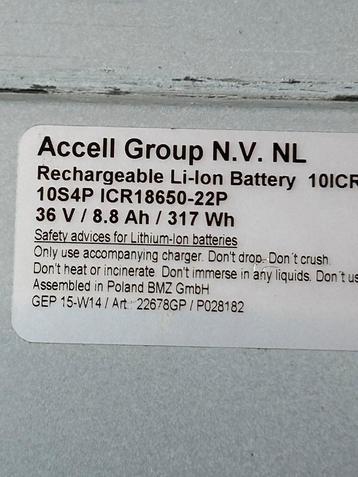 Accell Group N.V. NL
Rechargeable Li-Ion Battery 10ICR
10S4P ICR18650-22P
36 V / 8.8 Ah / 317 Wh
Safety advices for Lithium-Ion batteries
Only use accompanying charger. Don't drop. Don´t crush
Don't heat or incinerate. Don't immerse in any liquids. Don´t us
Assembled in Poland BMZ GmbH
GEP 15-W14 / Art.: 22678GP / P028182